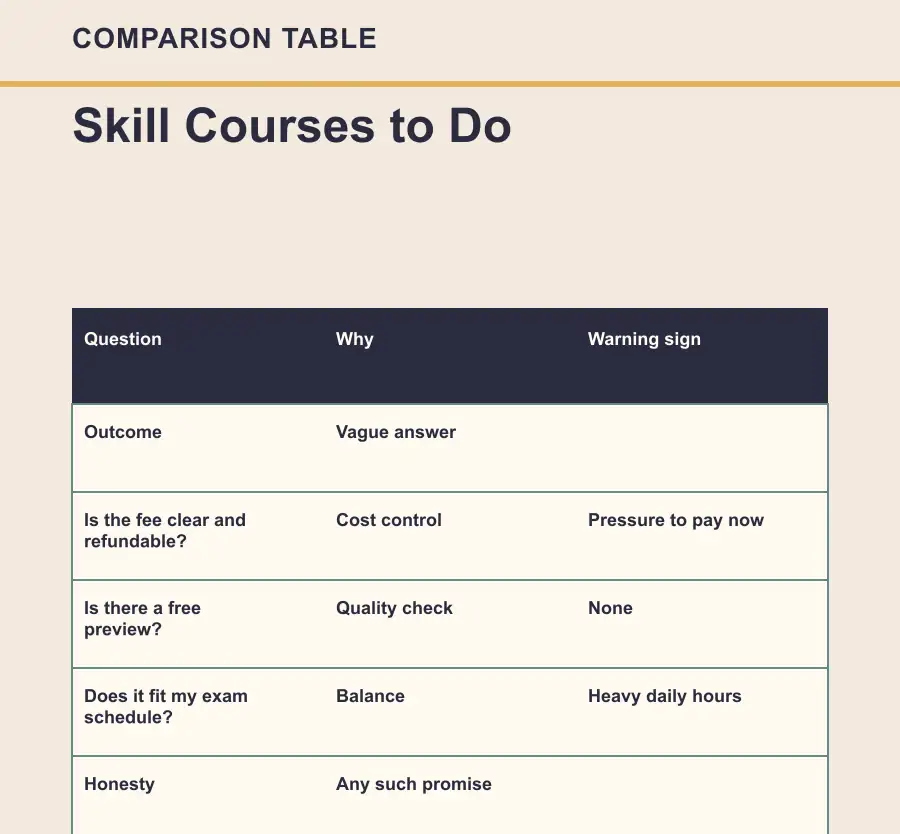 COMPARISON TABLE
Skill Courses to Do
Question Why Warning sign
Outcome Vague answer
Is the fee clear and Cost control Pressure to pay now
refundable?
Is there a free Quality check None
preview?
Does it fit my exam Balance Heavy daily hours
schedule?
Honesty Any such promise